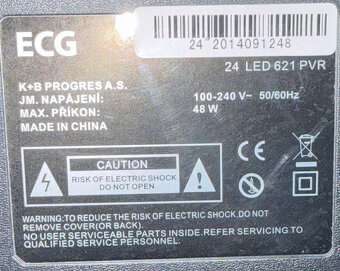 ECG
24 2014091248
24 LED 621 PVR
K+B PROGRES A.S.
JM. NAPÁJENÍ: 100-240 V~ 50/60Hz
MAX. PŘÍKON: 48 W
MADE IN CHINA
CAUTION
RISK OF ELECTRIC SHOCK
DO NOT OPEN
CE
WARNING:TO REDUCE THE RISK OF ELECTRIC SHOCK,DO NOT
REMOVE COVER(OR BACK).
NO USER SERVICEABLE PARTS INSIDE.REFER SERVICING TO
QUALIFIED SERVICE PERSONNEL.